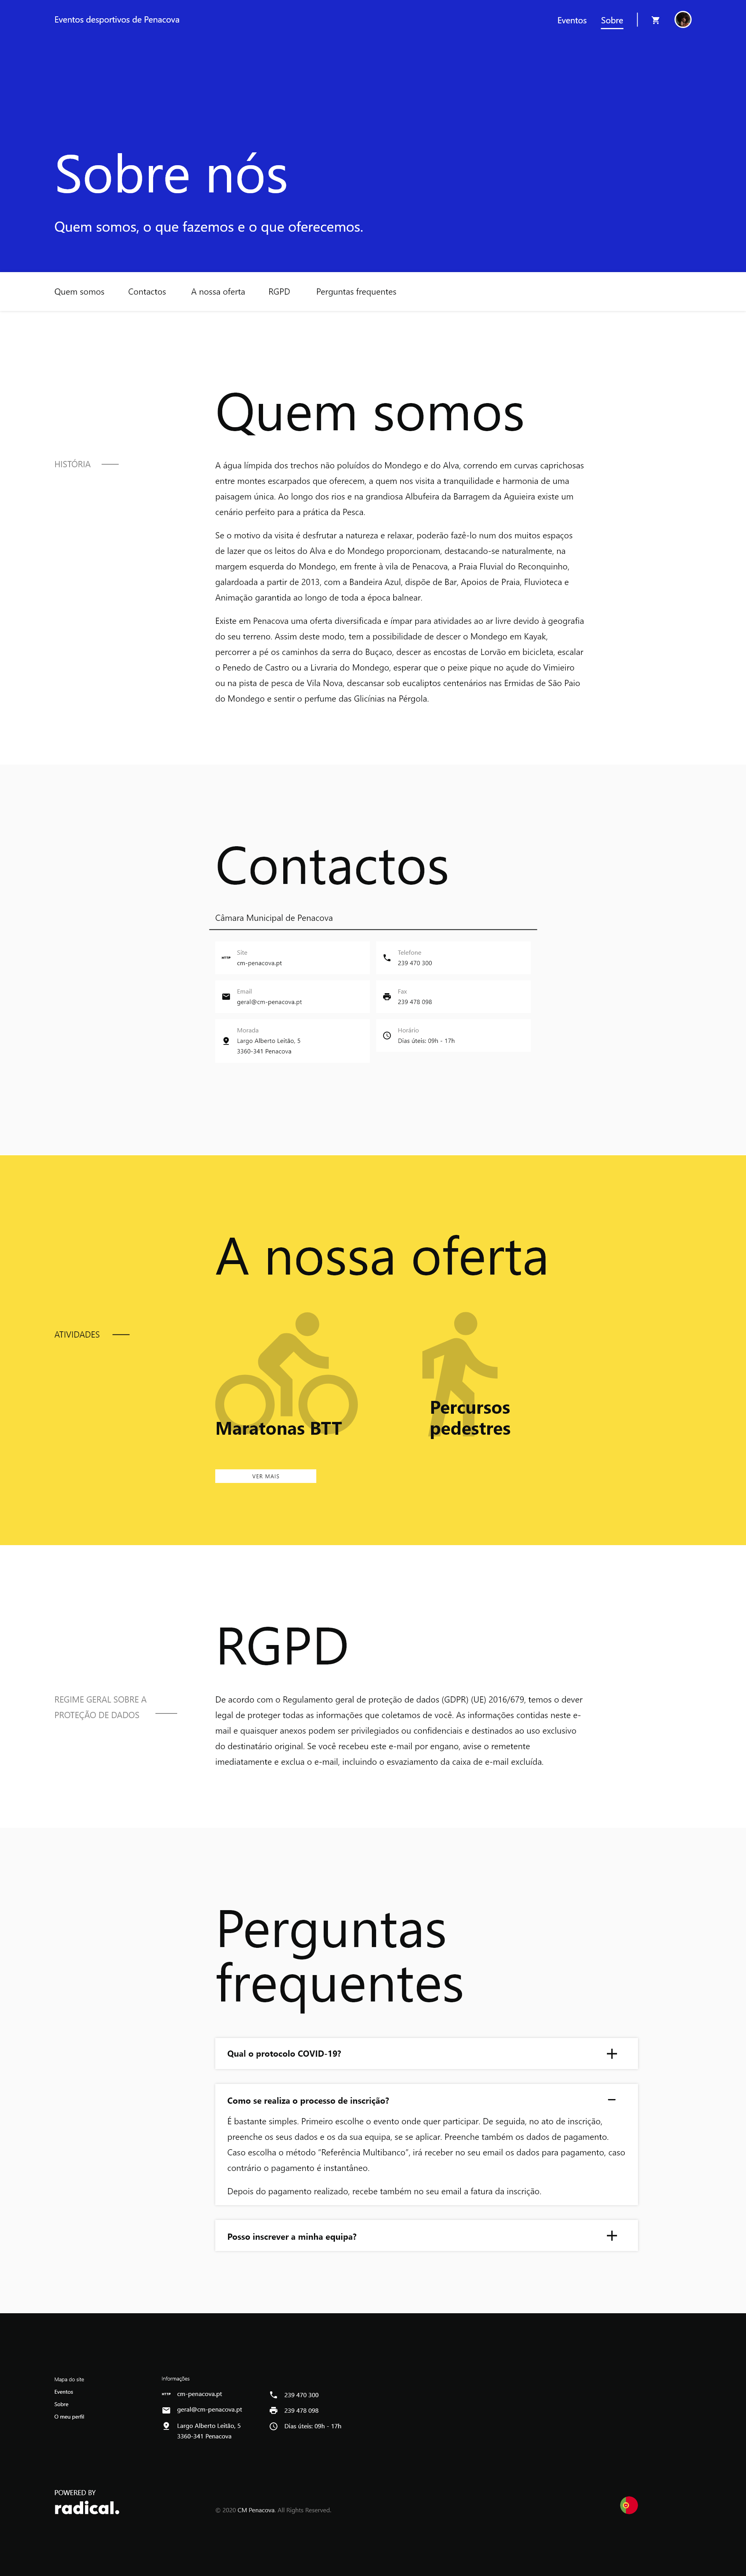 Eventos desportivos de Penacova
Eventos
Sobre
Sobre nós
Quem somos, o que fazemos e o que oferecemos.
Quem somos
Contactos
A nossa oferta
RGPD
Perguntas frequentes
Quem somos
HISTÓRIA
A água límpida dos trechos não poluídos do Mondego e do Alva, correndo em curvas caprichosas
entre montes escarpados que oferecem, a quem nos visita a tranquilidade e harmonia de uma
paisagem única. Ao longo dos rios e na grandiosa Albufeira da Barragem da Aguieira existe um
cenário perfeito para a prática da Pesca.
Se o motivo da visita é desfrutar a natureza e relaxar, poderão fazê-lo num dos muitos espaços
de lazer que os leitos do Alva e do Mondego proporcionam, destacando-se naturalmente, na
margem esquerda do Mondego, em frente à vila de Penacova, a Praia Fluvial do Reconquinho,
galardoada a partir de 2013, com a Bandeira Azul, dispõe de Bar, Apoios de Praia, Fluvioteca e
Animação garantida ao longo de toda a época balnear.
Existe em Penacova uma oferta diversificada e ímpar para atividades ao ar livre devido à geografia
do seu terreno. Assim deste modo, tem a possibilidade de descer o Mondego em Kayak,
percorrer a pé os caminhos da serra do Buçaco, descer as encostas de Lorvão em bicicleta, escalar
o Penedo de Castro ou a Livraria do Mondego, esperar que o peixe pique no açude do Vimieiro
ou na pista de pesca de Vila Nova, descansar sob eucaliptos centenários nas Ermidas de São Paio
do Mondego e sentir o perfume das Glicínias na Pérgola.
Contactos
Câmara Municipal de Penacova
HTTP
Site
cm-penacova.pt
Telefone
239 470 300
Email
geral@cm-penacova.pt
Fax
239 478 098
Morada
Largo Alberto Leitão, 5
3360-341 Penacova
Horário
Dias úteis: 09h - 17h
A nossa oferta
ATIVIDADES
Maratonas BTT
Percursos
pedestres
VER MAIS
RGPD
REGIME GERAL SOBRE A
PROTEÇÃO DE DADOS
De acordo com o Regulamento geral de proteção de dados (GDPR) (UE) 2016/679, temos o dever
legal de proteger todas as informações que coletamos de você. As informações contidas neste e-
mail e quaisquer anexos podem ser privilegiados ou confidenciais e destinados ao uso exclusivo
do destinatário original. Se você recebeu este e-mail por engano, avise o remetente
imediatamente e exclua o e-mail, incluindo o esvaziamento da caixa de e-mail excluída.
Perguntas
frequentes
Qual o protocolo COVID-19?
Como se realiza o processo de inscrição?
É bastante simples. Primeiro escolhe o evento onde quer participar. De seguida, no ato de inscrição,
preenche os seus dados e os da sua equipa, se se aplicar. Preenche também os dados de pagamento.
Caso escolha o método "Referência Multibanco", irá receber no seu email os dados para pagamento, caso
contrário o pagamento é instantâneo.
Depois do pagamento realizado, recebe também no seu email a fatura da inscrição.
Posso inscrever a minha equipa?
Mapa do site
Eventos
Sobre
O meu perfil
Informações
HTTP
cm-penacova.pt
geral@cm-penacova.pt
Largo Alberto Leitão, 5
3360-341 Penacova
239 470 300
239 478 098
Dias úteis: 09h - 17h
POWERED BY
radical.
© 2020 CM Penacova. All Rights Reserved.